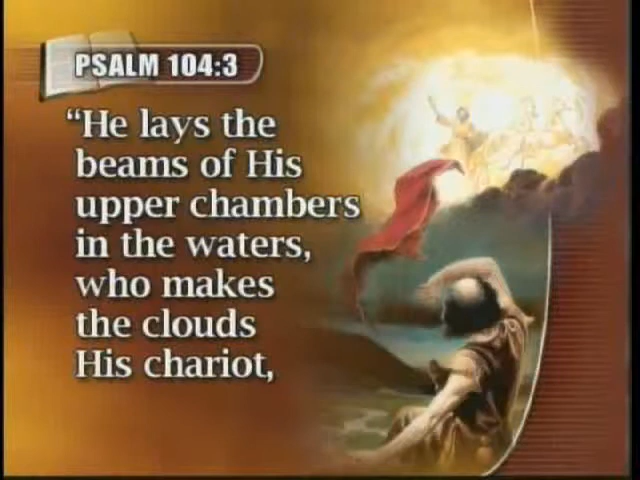 PSALM 104:3
“He lays the
beams of His
upper chambers
in the waters,
who makes
the clouds
His chariot,